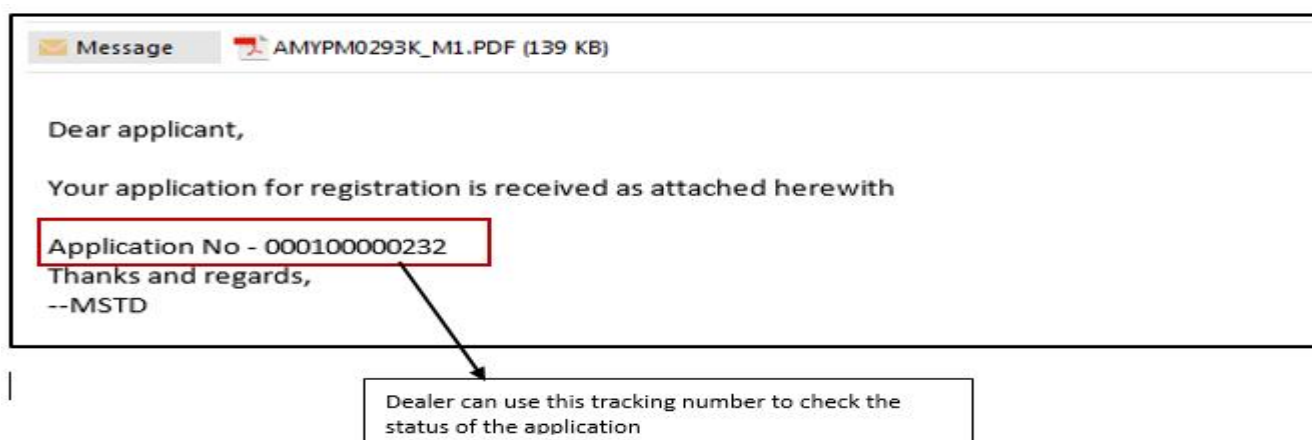 Message AMYPM0293K_M1.PDF (139 KB)
Dear applicant,
Your application for registration is received as attached herewith
Application No - 000100000232
Thanks and regards,
--MSTD
Dealer can use this tracking number to check the
status of the application